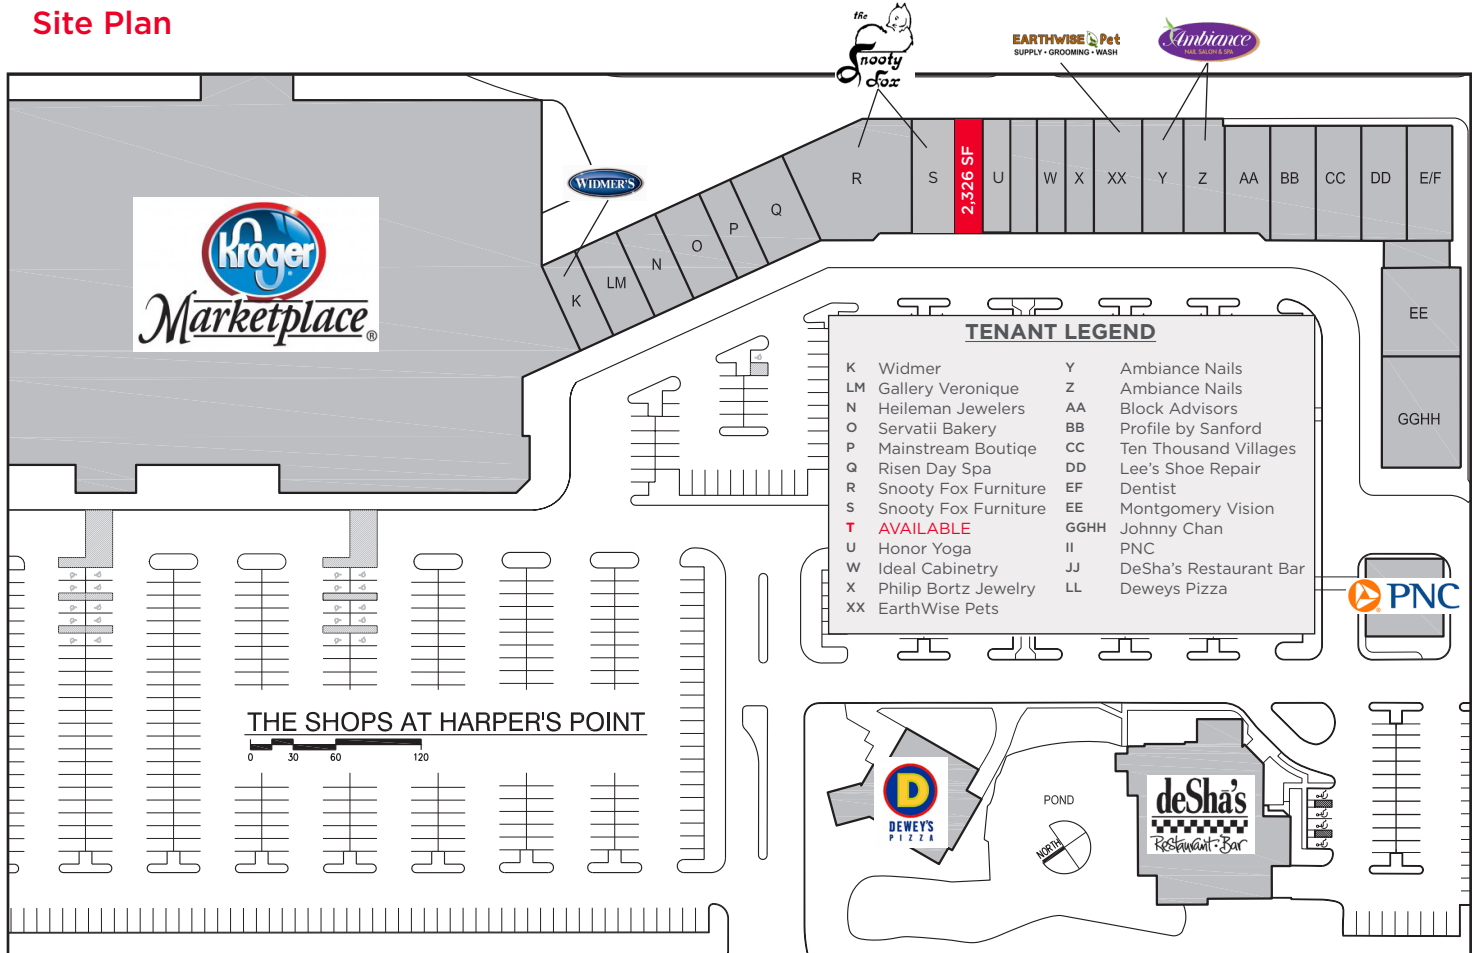 Site Plan
the
Snooty
Fox
EARTHWISE Pet
SUPPLY • GROOMING • WASH
Ambiance
NAIL SALON & SPA
WIDMER'S
Kroger
Marketplace ®
K
LM
N
O
P
Q
R
S
2,326 SF
U
W
X
XX
Y
Z
AA
BB
CC
DD
E/F
EE
GGHH
TENANT LEGEND
K Widmer
LM Gallery Veronique
N Heileman Jewelers
O Servatii Bakery
P Mainstream Boutiqe
Q Risen Day Spa
R Snooty Fox Furniture
S Snooty Fox Furniture
T AVAILABLE
U Honor Yoga
W Ideal Cabinetry
X Philip Bortz Jewelry
XX EarthWise Pets
Y Ambiance Nails
Z Ambiance Nails
AA Block Advisors
BB Profile by Sanford
CC Ten Thousand Villages
DD Lee's Shoe Repair
EF Dentist
EE Montgomery Vision
GGHH Johnny Chan
II PNC
JJ DeSha's Restaurant Bar
LL Deweys Pizza
PNC
THE SHOPS AT HARPER'S POINT
0 30 60 120
D
DEWEY'S
PIZZA
POND
NORTH
deSha's
Restaurant • Bar